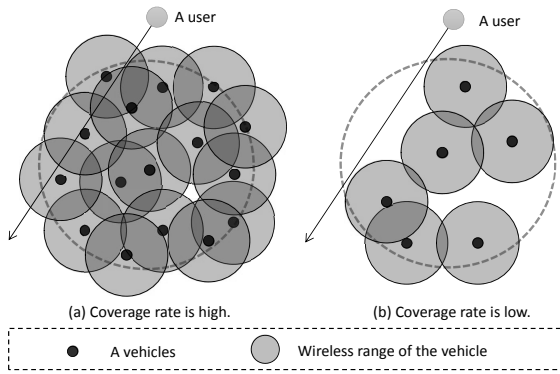 A user
A user
(a) Coverage rate is high.
(b) Coverage rate is low.
A vehicles
Wireless range of the vehicle